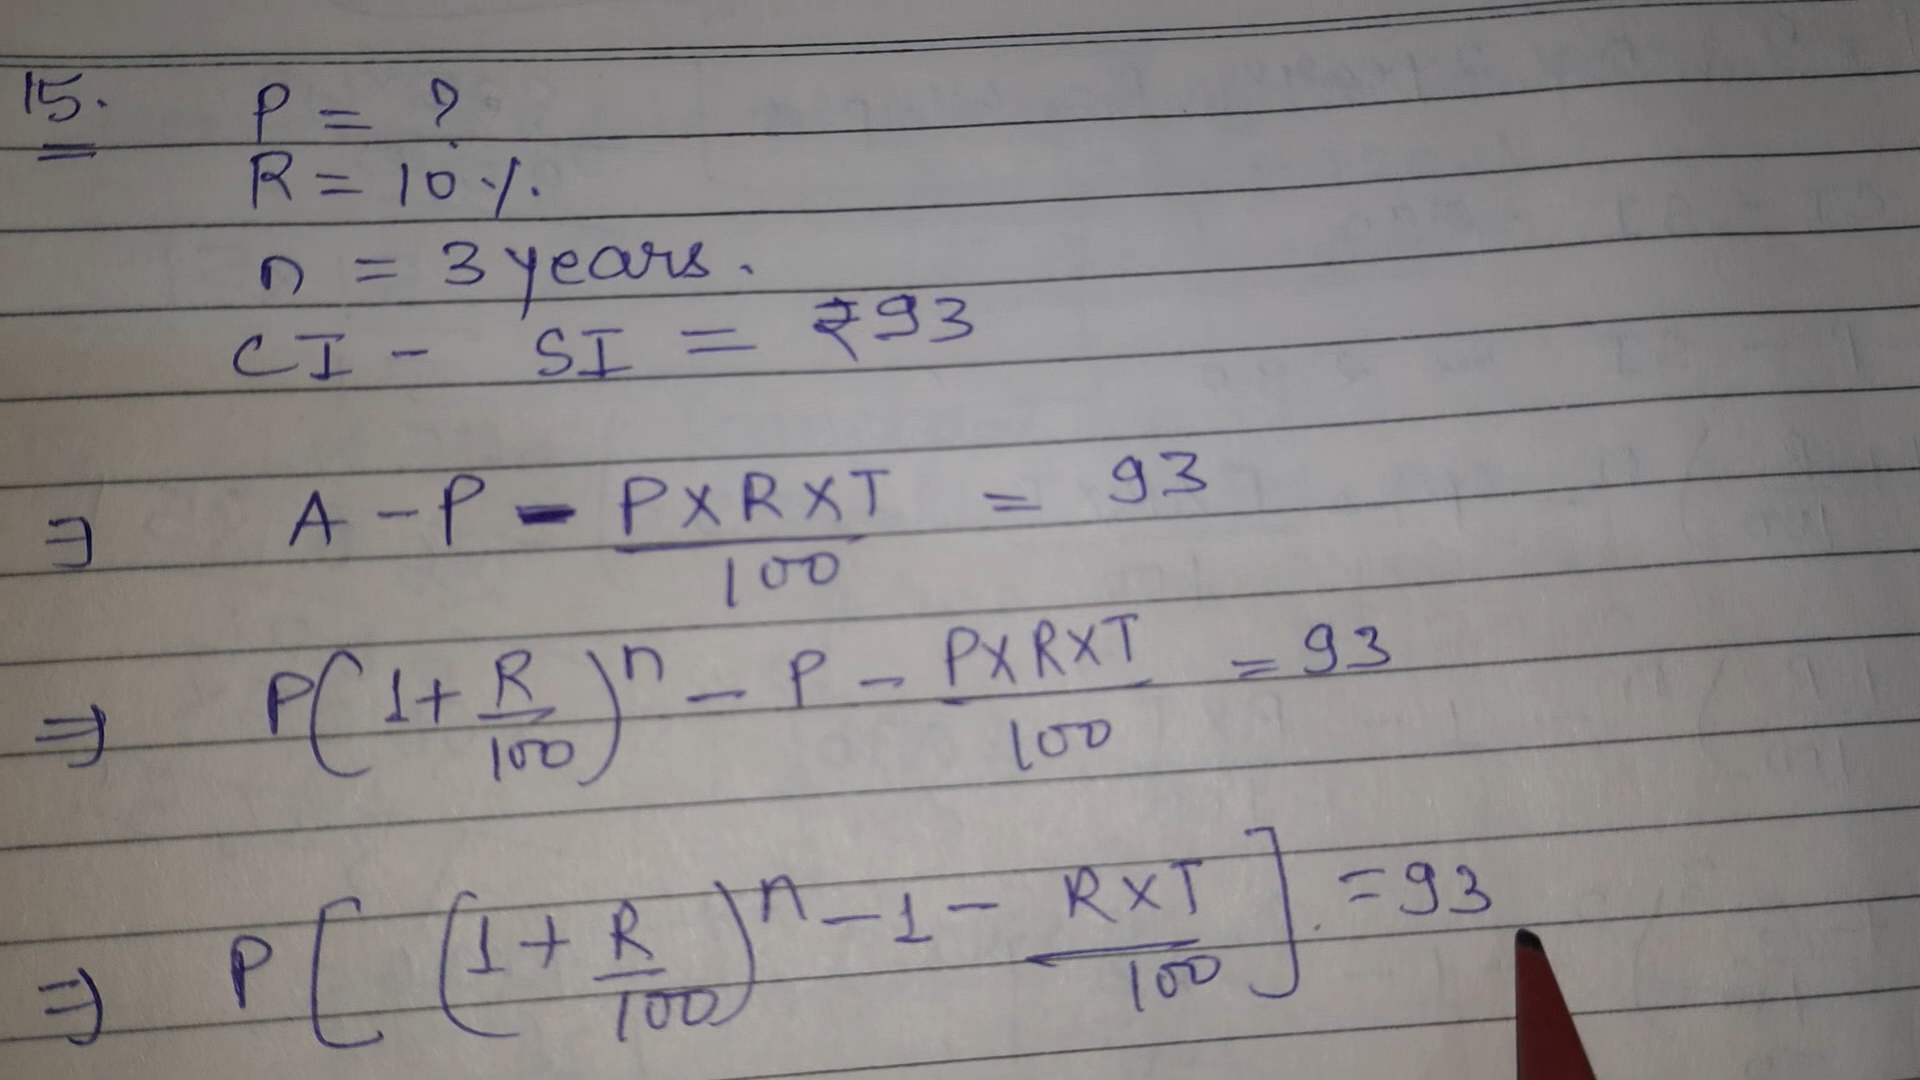 15. P = ?
R = 10%.
n = 3 years.
CI - SI = ₹93
⇒ A - P - P×R×T/100 = 93
⇒ P(1+R/100)^n - P - P×R×T/100 = 93
⇒ P[(1+R/100)^n - 1 - R×T/100] = 93